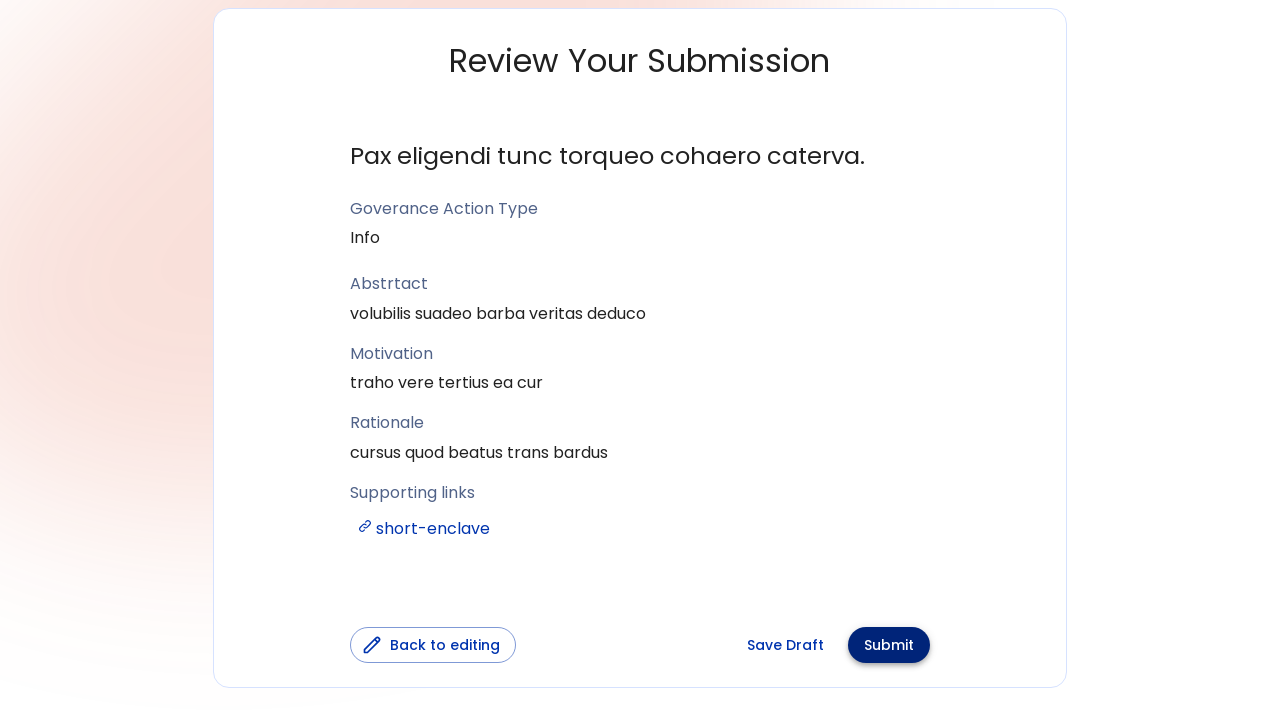 Review Your Submission
Pax eligendi tunc torqueo cohaero caterva.
Goverance Action Type
Info
Abstrtact
volubilis suadeo barba veritas deduco
Motivation
traho vere tertius ea cur
Rationale
cursus quod beatus trans bardus
Supporting links
short-enclave
Back to editing
Save Draft
Submit